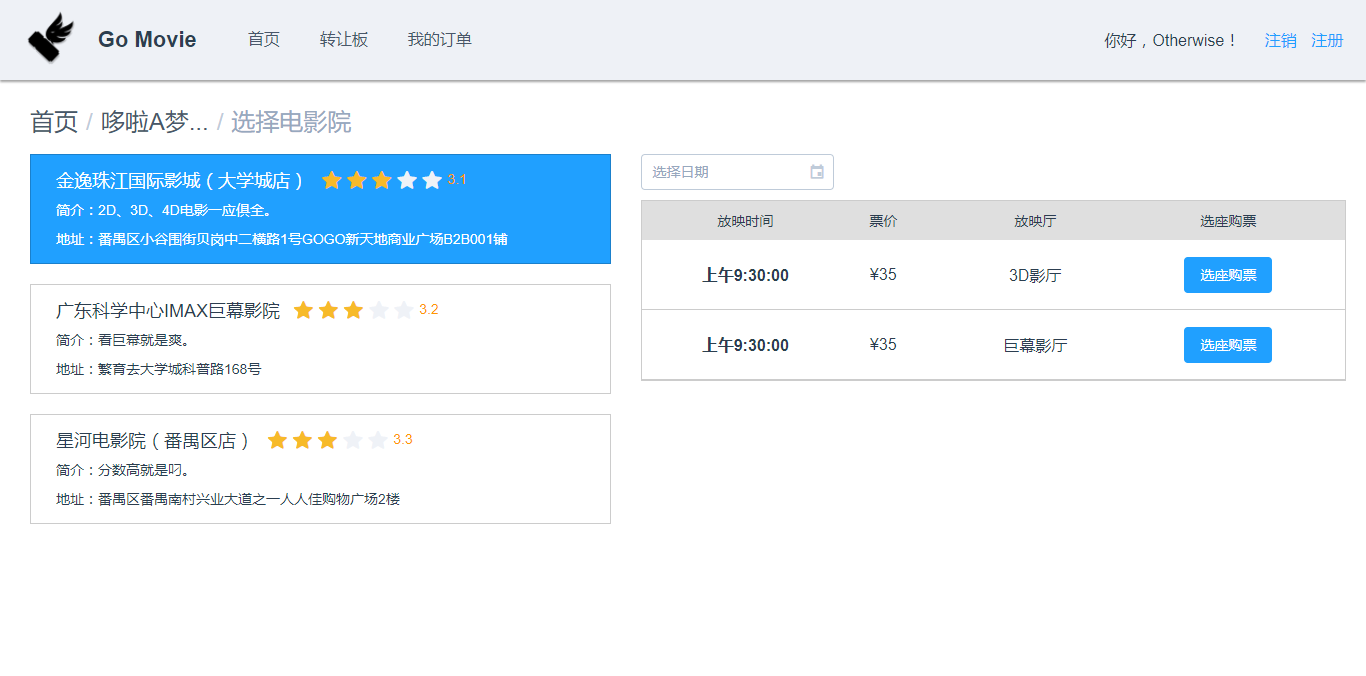 Go Movie 首页 转让板 我的订单 你好，Otherwise！ 注销 注册
首页 / 哆啦A梦... / 选择电影院
金逸珠江国际影城（大学城店） 3.1
简介：2D、3D、4D电影一应俱全。
地址：番禺区小谷围街贝岗中二横路1号GOGO新天地商业广场B2B001铺
广东科学中心IMAX巨幕影院 3.2
简介：看巨幕就是爽。
地址：繁育去大学城科普路168号
星河电影院（番禺区店） 3.3
简介：分数高就是叼。
地址：番禺区番禺南村兴业大道之一人人佳购物广场2楼
选择日期
放映时间 票价 放映厅 选座购票
上午9:30:00 ¥35 3D影厅 选座购票
上午9:30:00 ¥35 巨幕影厅 选座购票